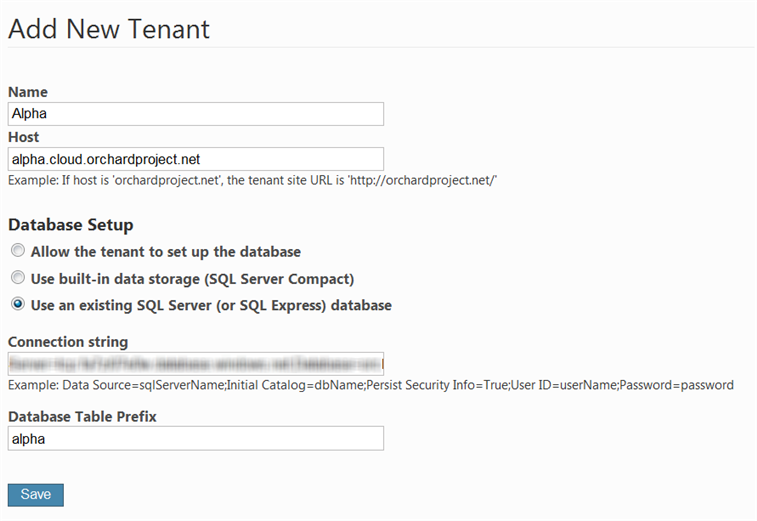 Add New Tenant
Name
Alpha
Host
alpha.cloud.orchardproject.net
Example: If host is 'orchardproject.net', the tenant site URL is 'http://orchardproject.net/'
Database Setup
Allow the tenant to set up the database
Use built-in data storage (SQL Server Compact)
Use an existing SQL Server (or SQL Express) database
Connection string
Example: Data Source=sqlServerName;Initial Catalog=dbName;Persist Security Info=True;User ID=userName;Password=password
Database Table Prefix
alpha
Save